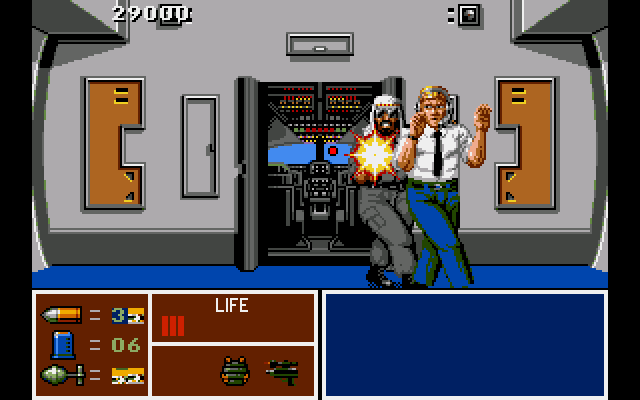 29000
LIFE
= 3
= 06
=